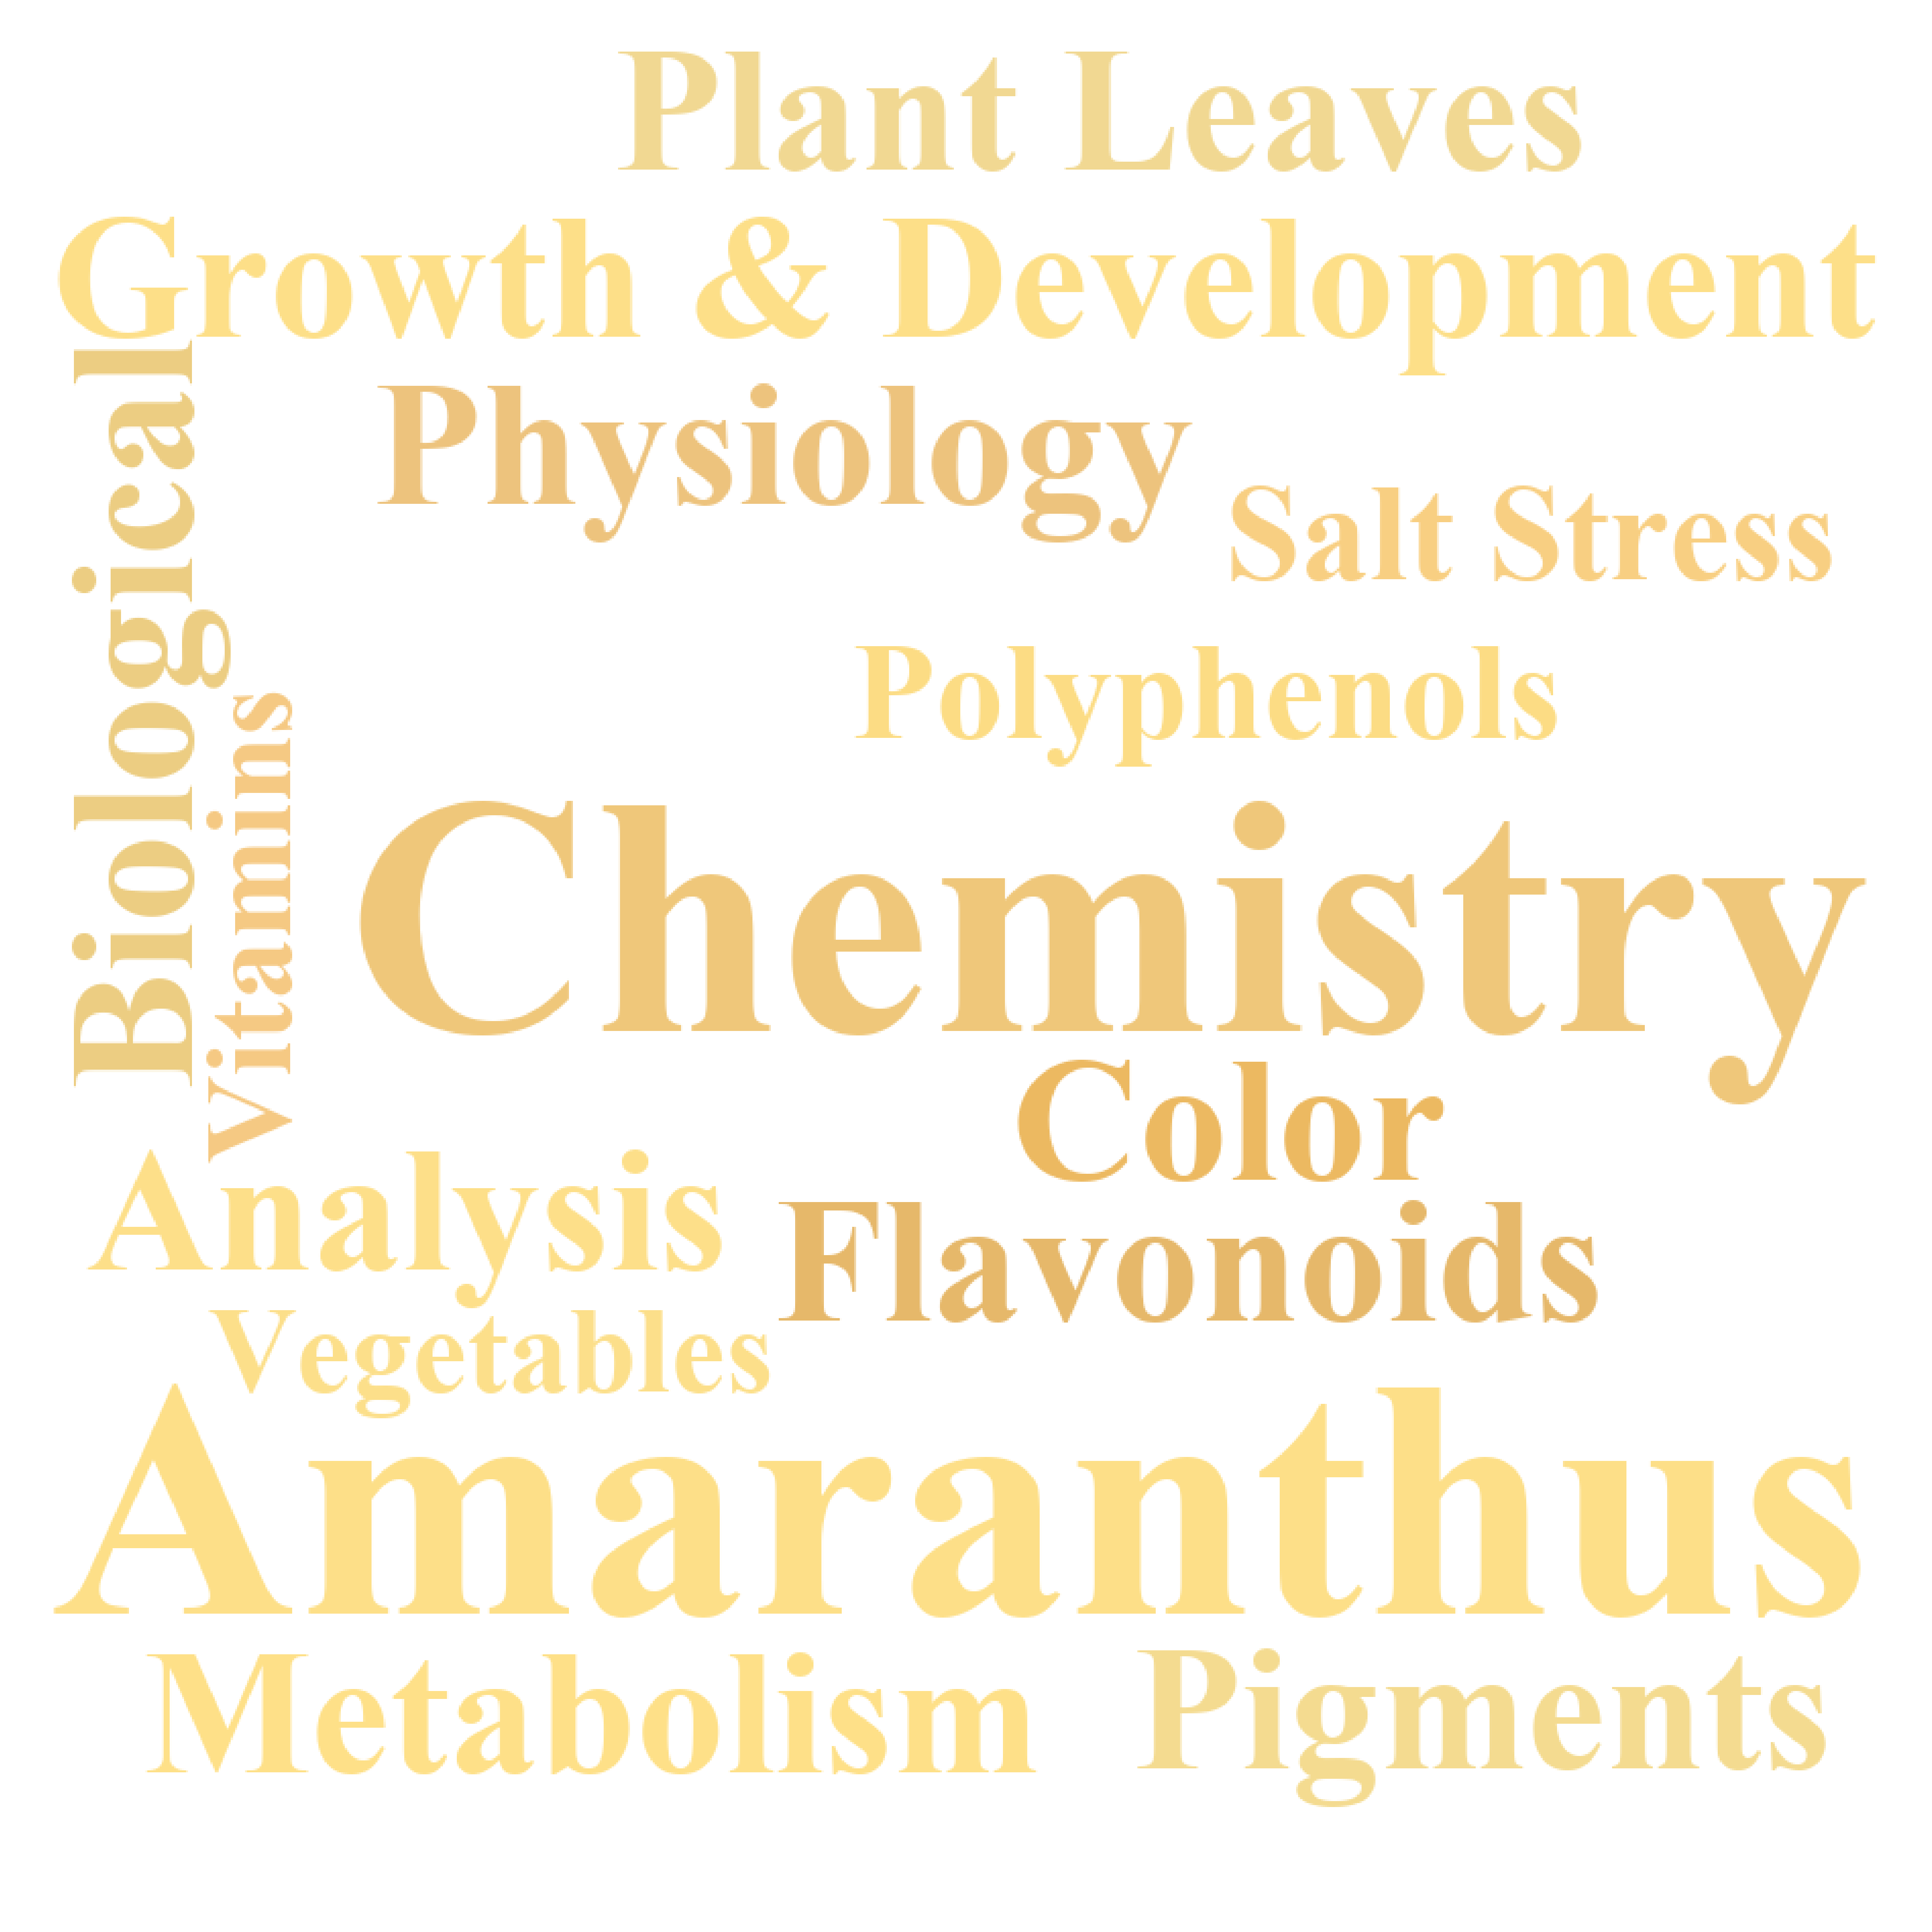 Plant Leaves
Growth & Development
Biological
Physiology
Salt Stress
Polyphenols
Vitamins
Chemistry
Color
Analysis
Flavonoids
Vegetables
Amaranthus
Metabolism
Pigments